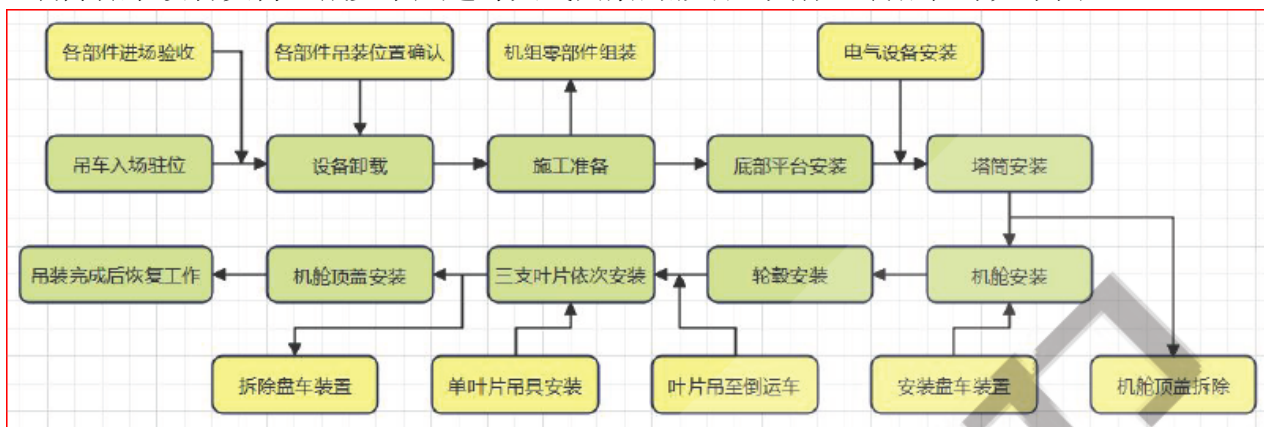 各部件进场验收
各部件吊装位置确认
机组零部件组装
电气设备安装
吊车入场驻位
设备卸载
施工准备
底部平台安装
塔筒安装
吊装完成后恢复工作
机舱顶盖安装
三支叶片依次安装
轮毂安装
机舱安装
拆除盘车装置
单叶片吊具安装
叶片吊至倒运车
安装盘车装置
机舱顶盖拆除